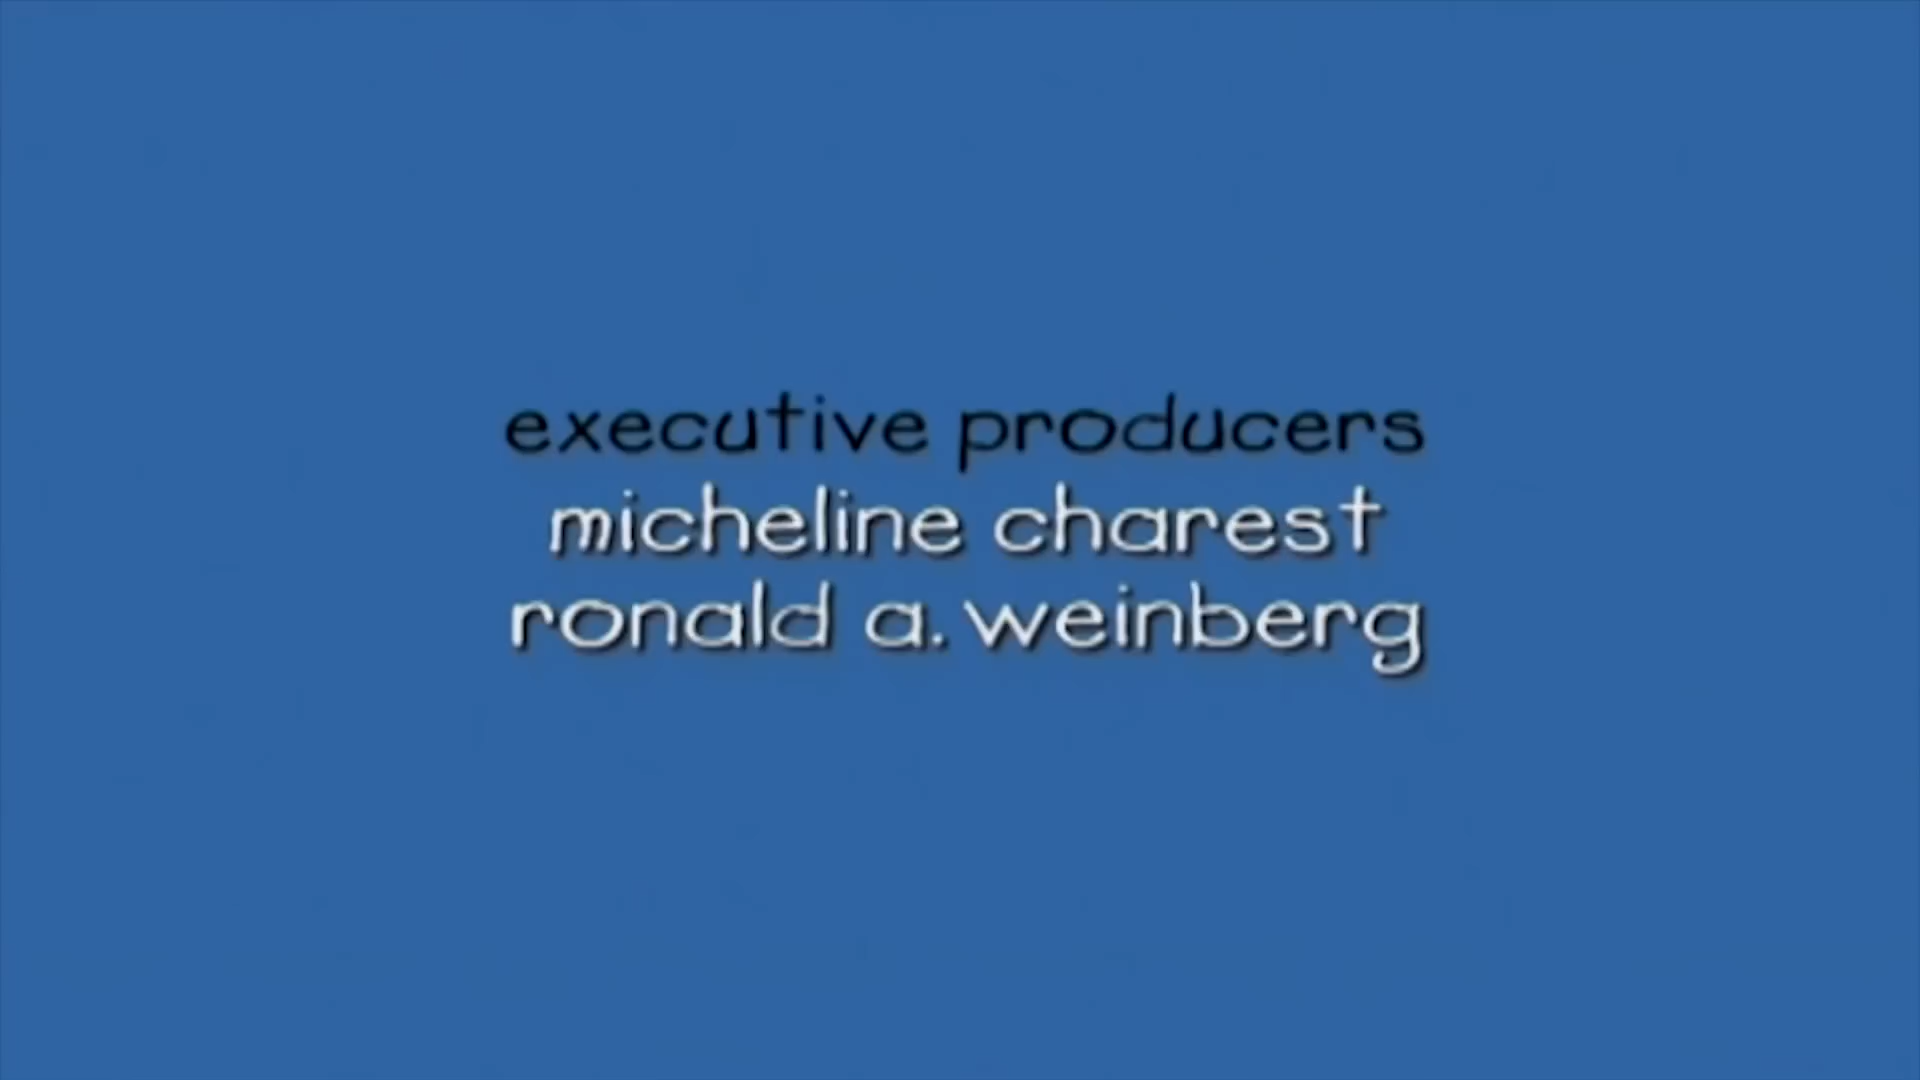 executive producers
micheline charest
ronald a. weinberg